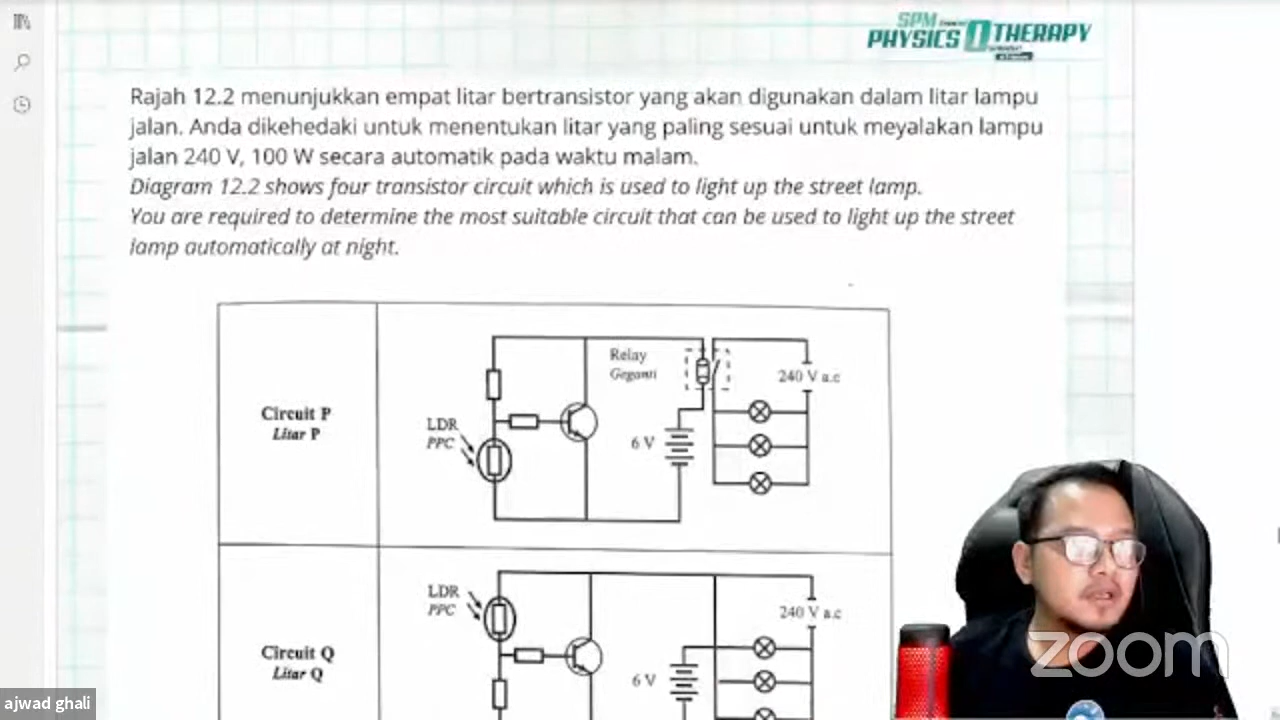 SPM
PHYSICS THERAPY
Rajah 12.2 menunjukkan empat litar bertransistor yang akan digunakan dalam litar lampu
jalan. Anda dikehedaki untuk menentukan litar yang paling sesuai untuk meyalakan lampu
jalan 240 V, 100 W secara automatik pada waktu malam.
Diagram 12.2 shows four transistor circuit which is used to light up the street lamp.
You are required to determine the most suitable circuit that can be used to light up the street
lamp automatically at night.
Circuit P
Litar P
LDR
PPC
Relay
Geganti
6 V
240 V a.c
Circuit Q
Litar Q
LDR
PPC
6 V
240 V a.c
zoom
ajwad ghali